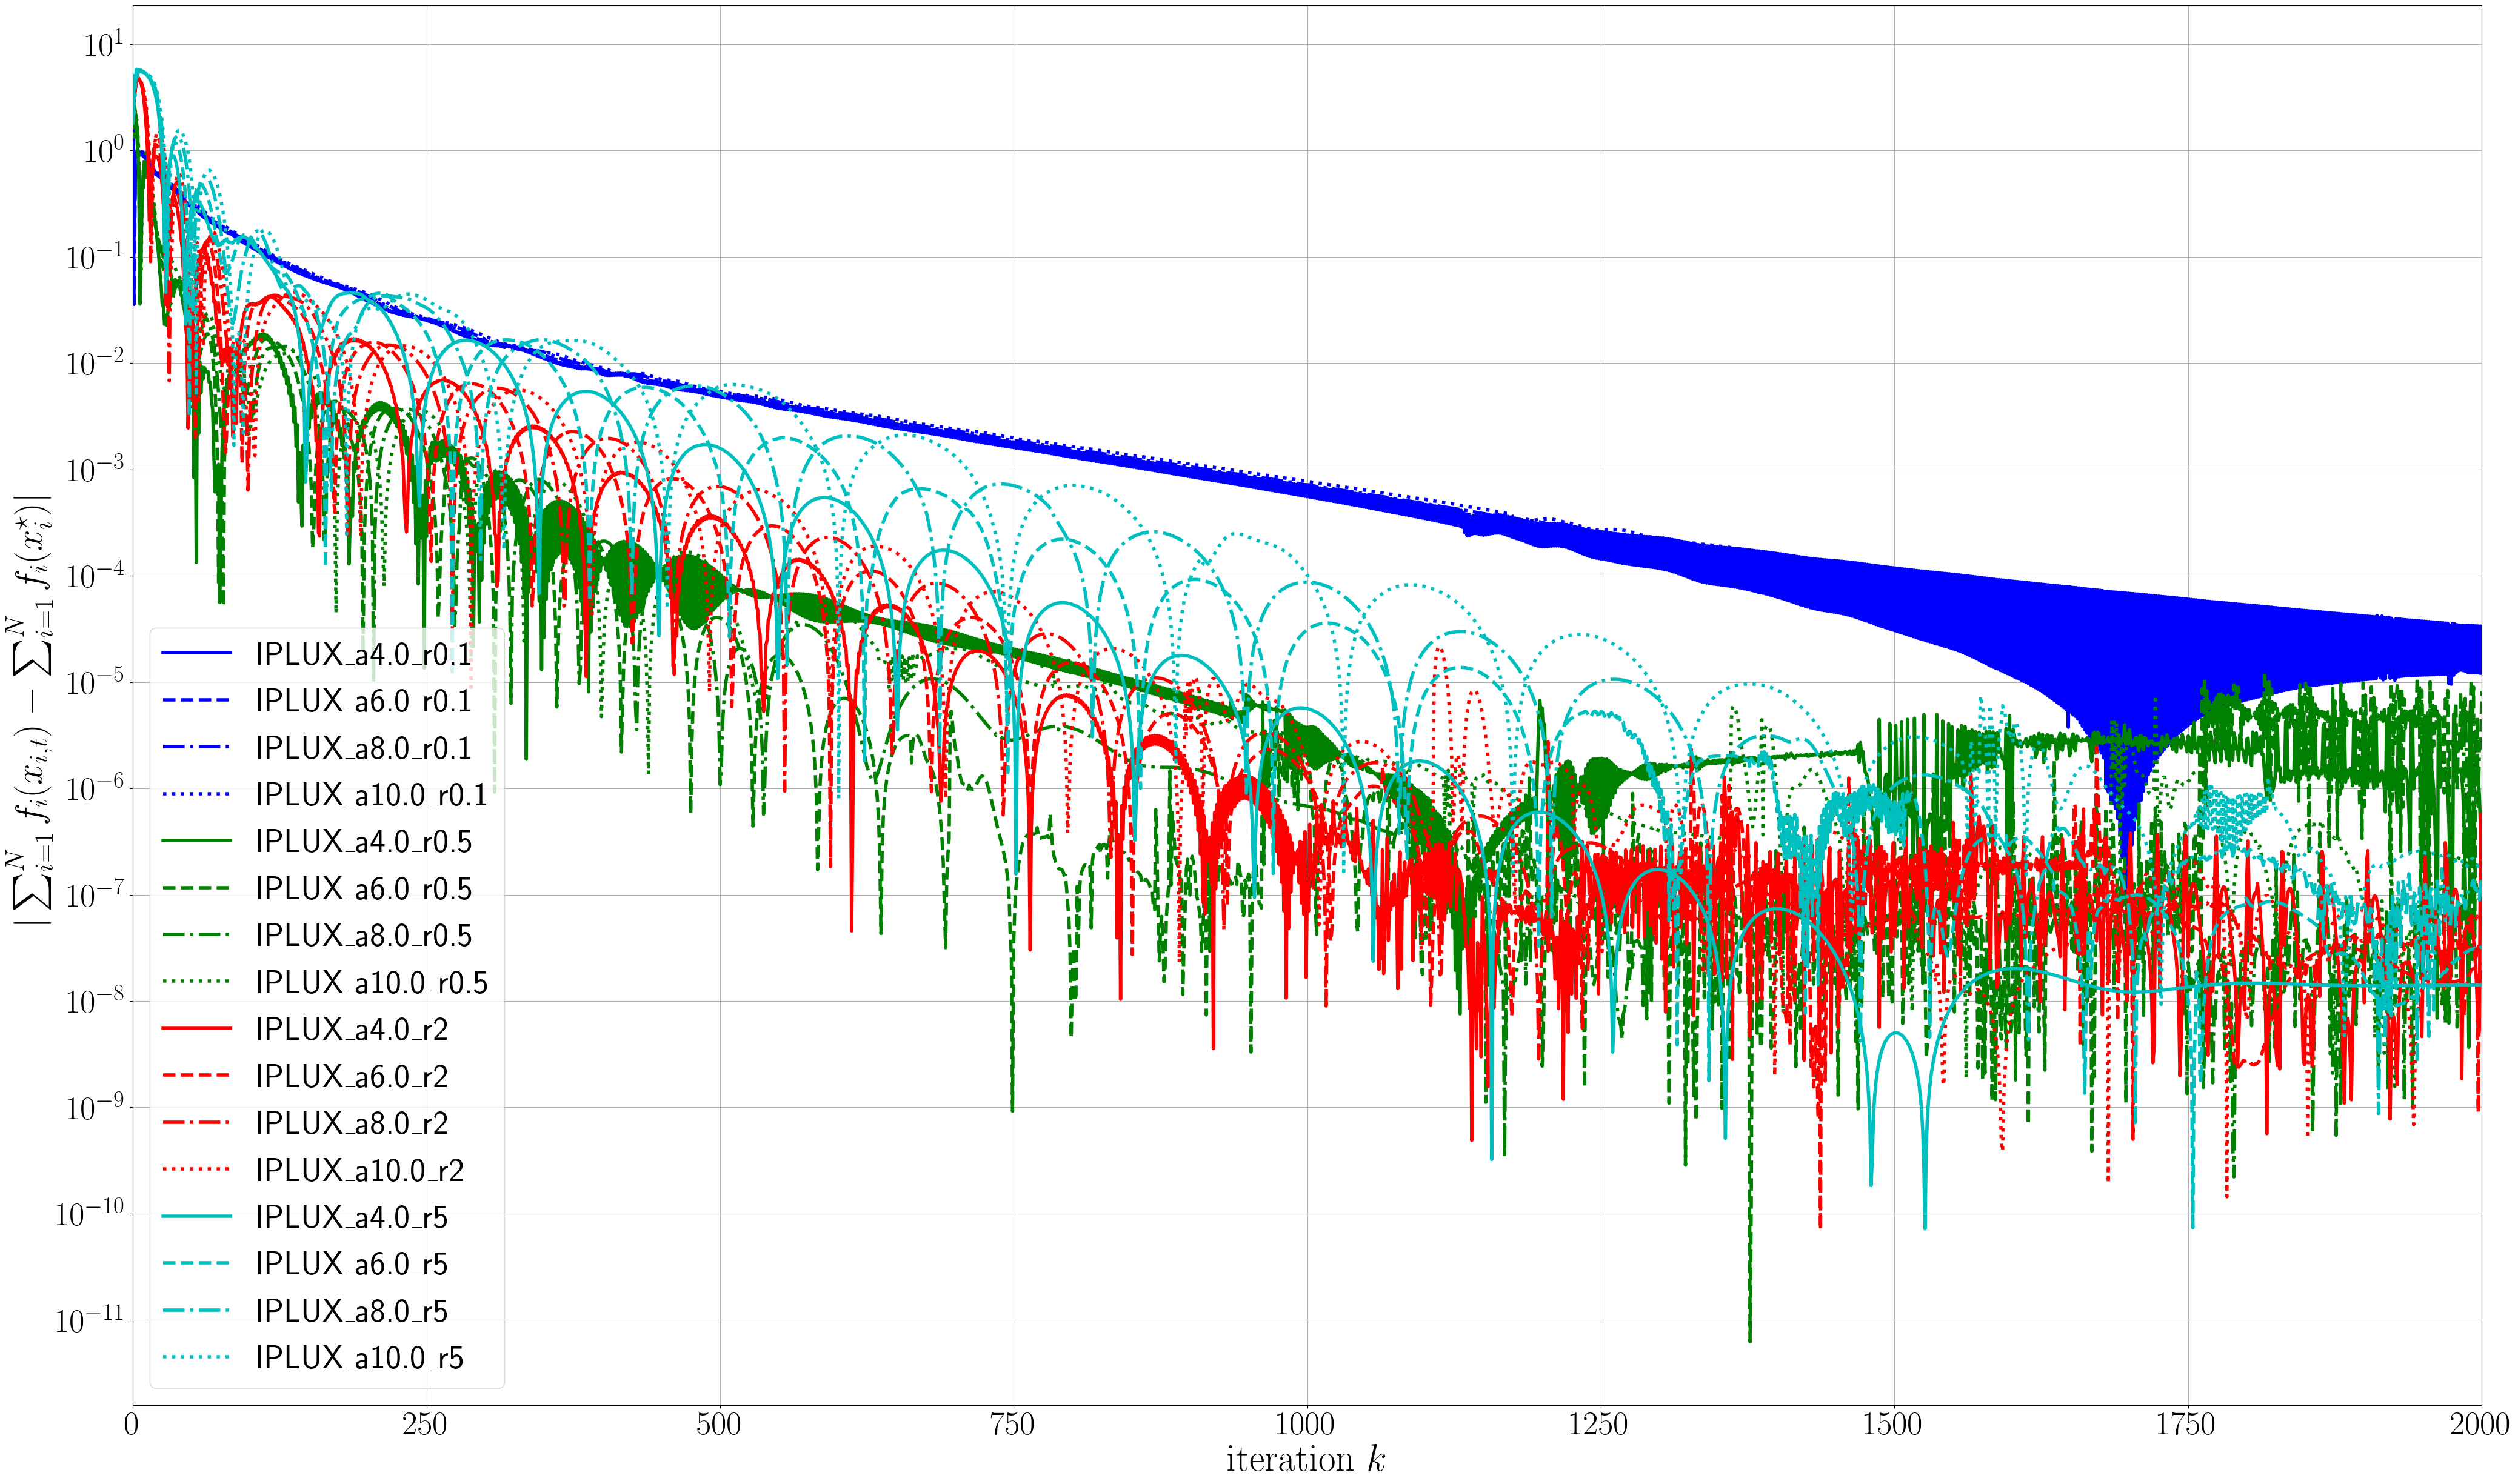 10^1
10^0
10^{-1}
10^{-2}
10^{-3}
10^{-4}
10^{-5}
10^{-6}
10^{-7}
10^{-8}
10^{-9}
10^{-10}
10^{-11}
|∑_{i=1}^{N} f_i(x_{i,t}) − ∑_{i=1}^{N} f_i(x_i^⋆)|
IPLUX_a4.0_r0.1
IPLUX_a6.0_r0.1
IPLUX_a8.0_r0.1
IPLUX_a10.0_r0.1
IPLUX_a4.0_r0.5
IPLUX_a6.0_r0.5
IPLUX_a8.0_r0.5
IPLUX_a10.0_r0.5
IPLUX_a4.0_r2
IPLUX_a6.0_r2
IPLUX_a8.0_r2
IPLUX_a10.0_r2
IPLUX_a4.0_r5
IPLUX_a6.0_r5
IPLUX_a8.0_r5
IPLUX_a10.0_r5
0 250 500 750 1000 1250 1500 1750 2000
iteration k